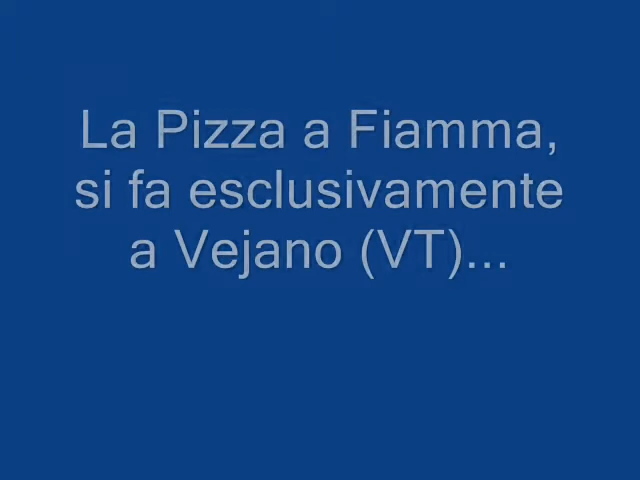 La Pizza a Fiamma,
si fa esclusivamente
a Vejano (VT)...